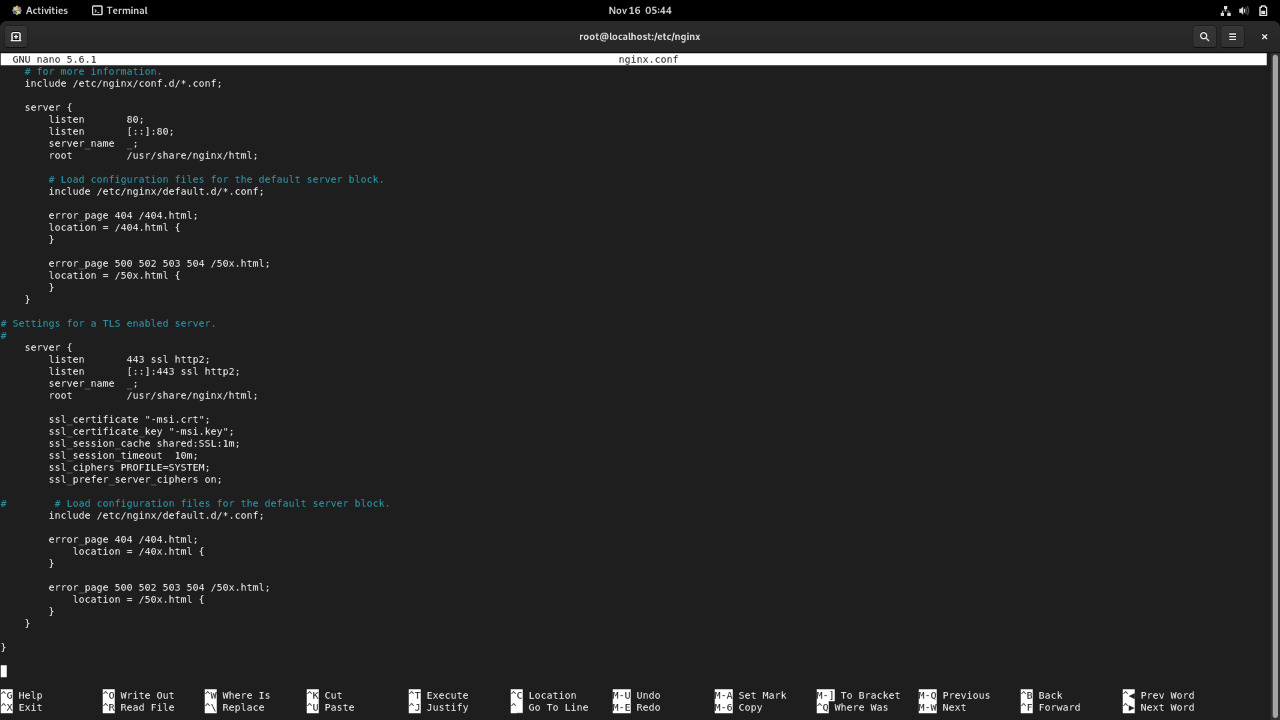 Activities Terminal Nov 16 05:44
root@localhost:/etc/nginx
GNU nano 5.6.1 nginx.conf
# for more information.
include /etc/nginx/conf.d/*.conf;
server {
listen 80;
listen [::]:80;
server_name _;
root /usr/share/nginx/html;
# Load configuration files for the default server block.
include /etc/nginx/default.d/*.conf;
error_page 404 /404.html;
location = /404.html {
}
error_page 500 502 503 504 /50x.html;
location = /50x.html {
}
}
# Settings for a TLS enabled server.
#
server {
listen 443 ssl http2;
listen [::]:443 ssl http2;
server_name _;
root /usr/share/nginx/html;
ssl_certificate "-msi.crt";
ssl_certificate_key "-msi.key";
ssl_session_cache shared:SSL:1m;
ssl_session_timeout 10m;
ssl_ciphers PROFILE=SYSTEM;
ssl_prefer_server_ciphers on;
# # Load configuration files for the default server block.
include /etc/nginx/default.d/*.conf;
error_page 404 /404.html;
location = /40x.html {
}
error_page 500 502 503 504 /50x.html;
location = /50x.html {
}
}
}
^G Help ^O Write Out ^W Where Is ^K Cut ^T Execute ^C Location M-U Undo M-A Set Mark M-] To Bracket M-Q Previous ^B Back ^◀ Prev Word
^X Exit ^R Read File ^\ Replace ^U Paste ^J Justify ^_ Go To Line M-E Redo M-6 Copy ^Q Where Was M-W Next ^F Forward ^▶ Next Word